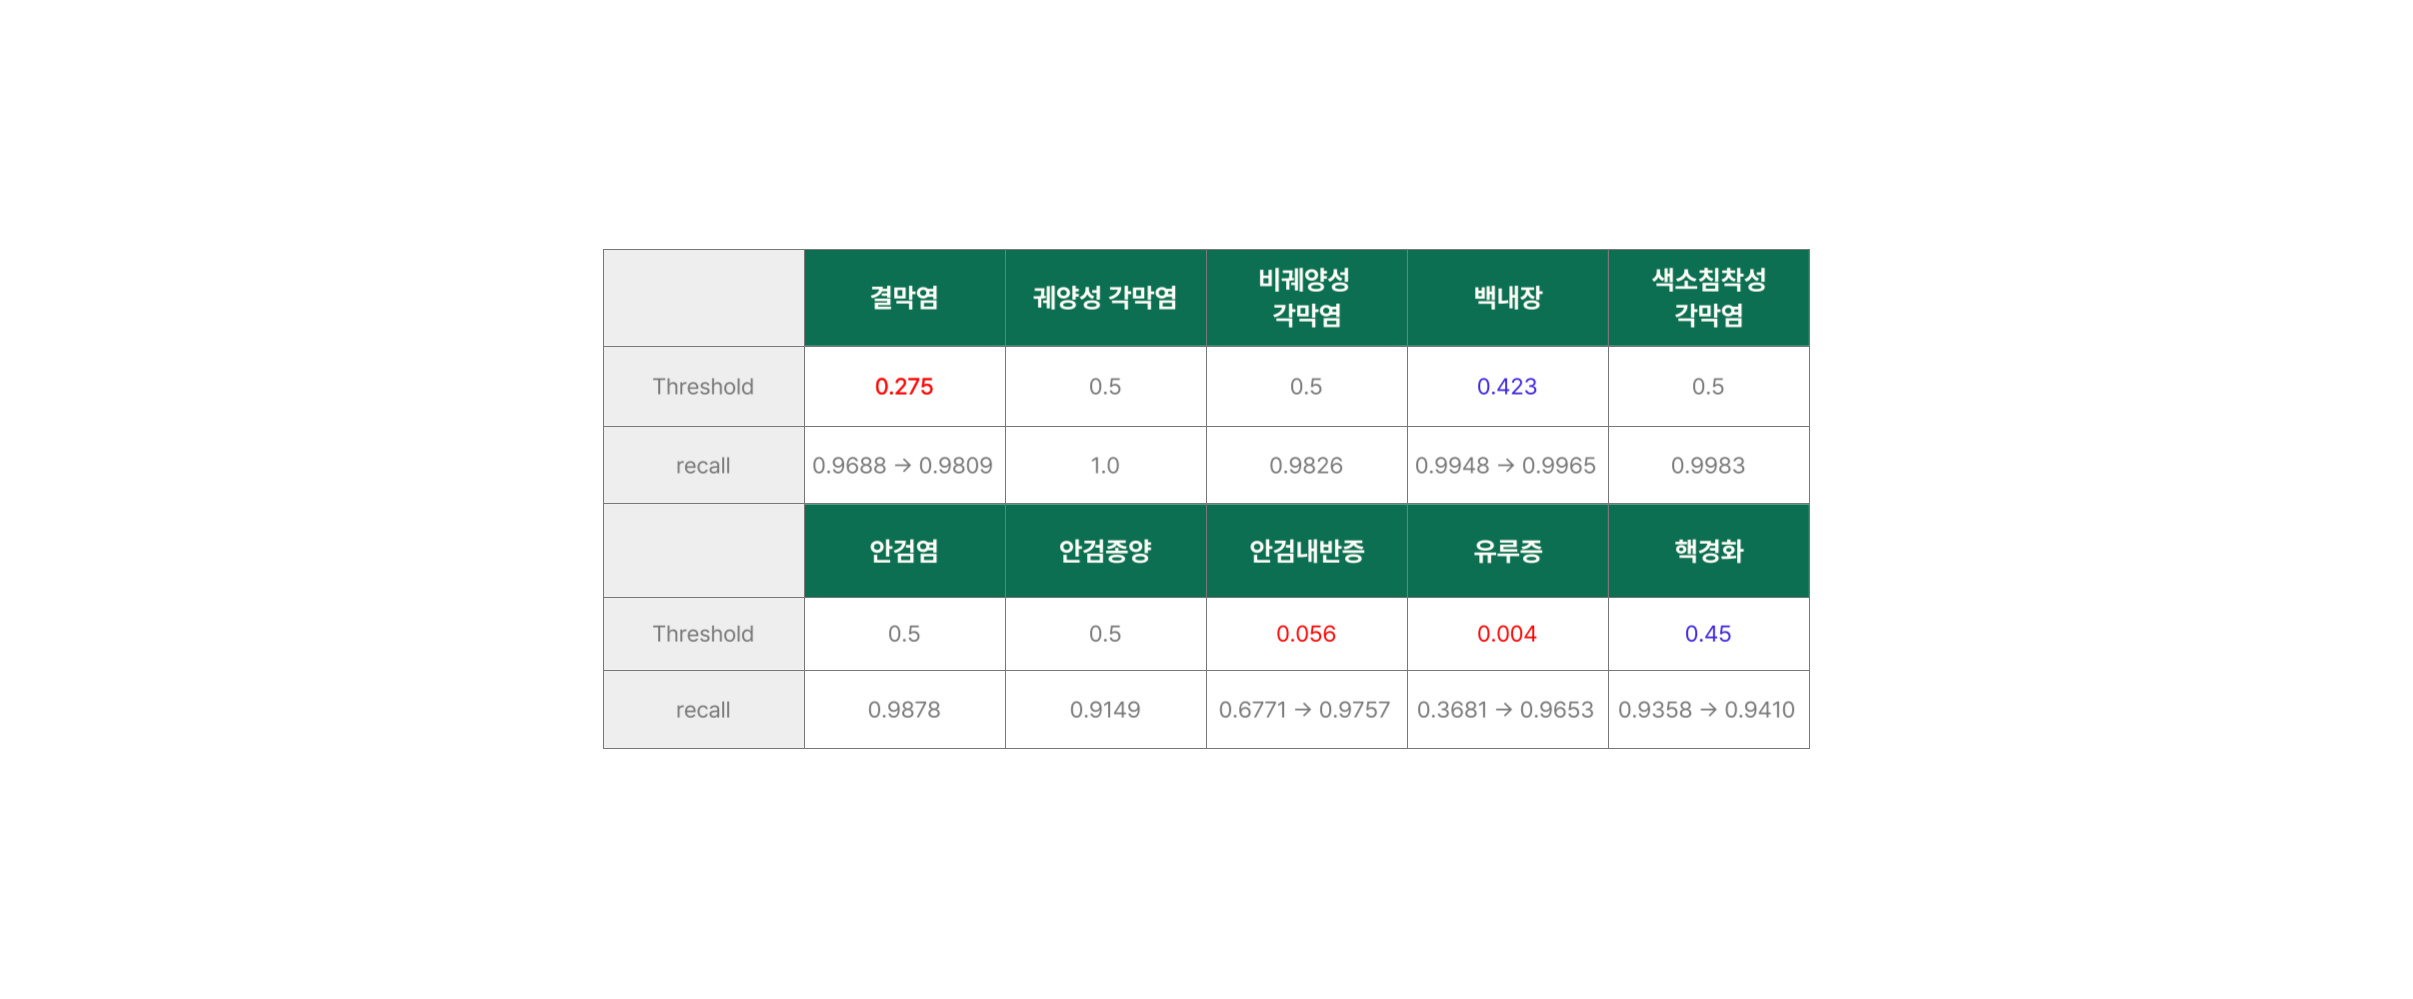 결막염 궤양성 각막염 비궤양성 각막염 백내장 색소침착성 각막염
Threshold 0.275 0.5 0.5 0.423 0.5
recall 0.9688 → 0.9809 1.0 0.9826 0.9948 → 0.9965 0.9983
안검염 안검종양 안검내반증 유루증 핵경화
Threshold 0.5 0.5 0.056 0.004 0.45
recall 0.9878 0.9149 0.6771 → 0.9757 0.3681 → 0.9653 0.9358 → 0.9410